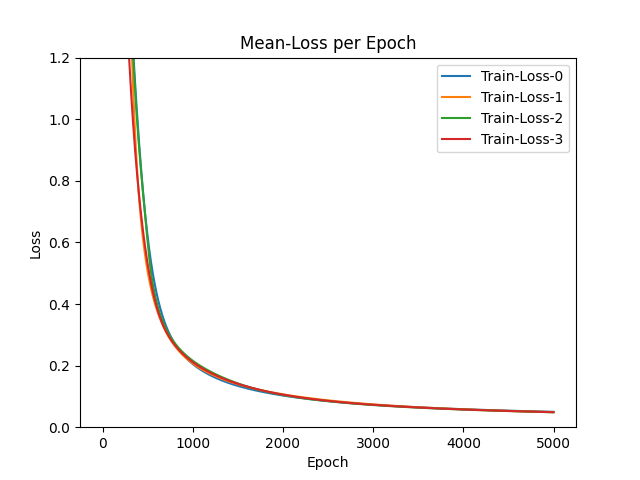 Mean-Loss per Epoch
1.2
1.0
0.8
0.6
0.4
0.2
0.0
Loss
Train-Loss-0
Train-Loss-1
Train-Loss-2
Train-Loss-3
0 1000 2000 3000 4000 5000
Epoch